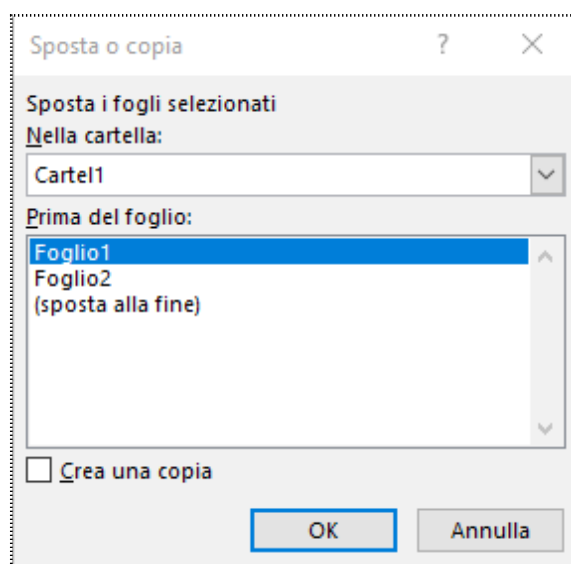 Sposta o copia ?
Sposta i fogli selezionati
Nella cartella:
Cartel1
Prima del foglio:
Foglio1
Foglio2
(sposta alla fine)
Crea una copia
OK Annulla